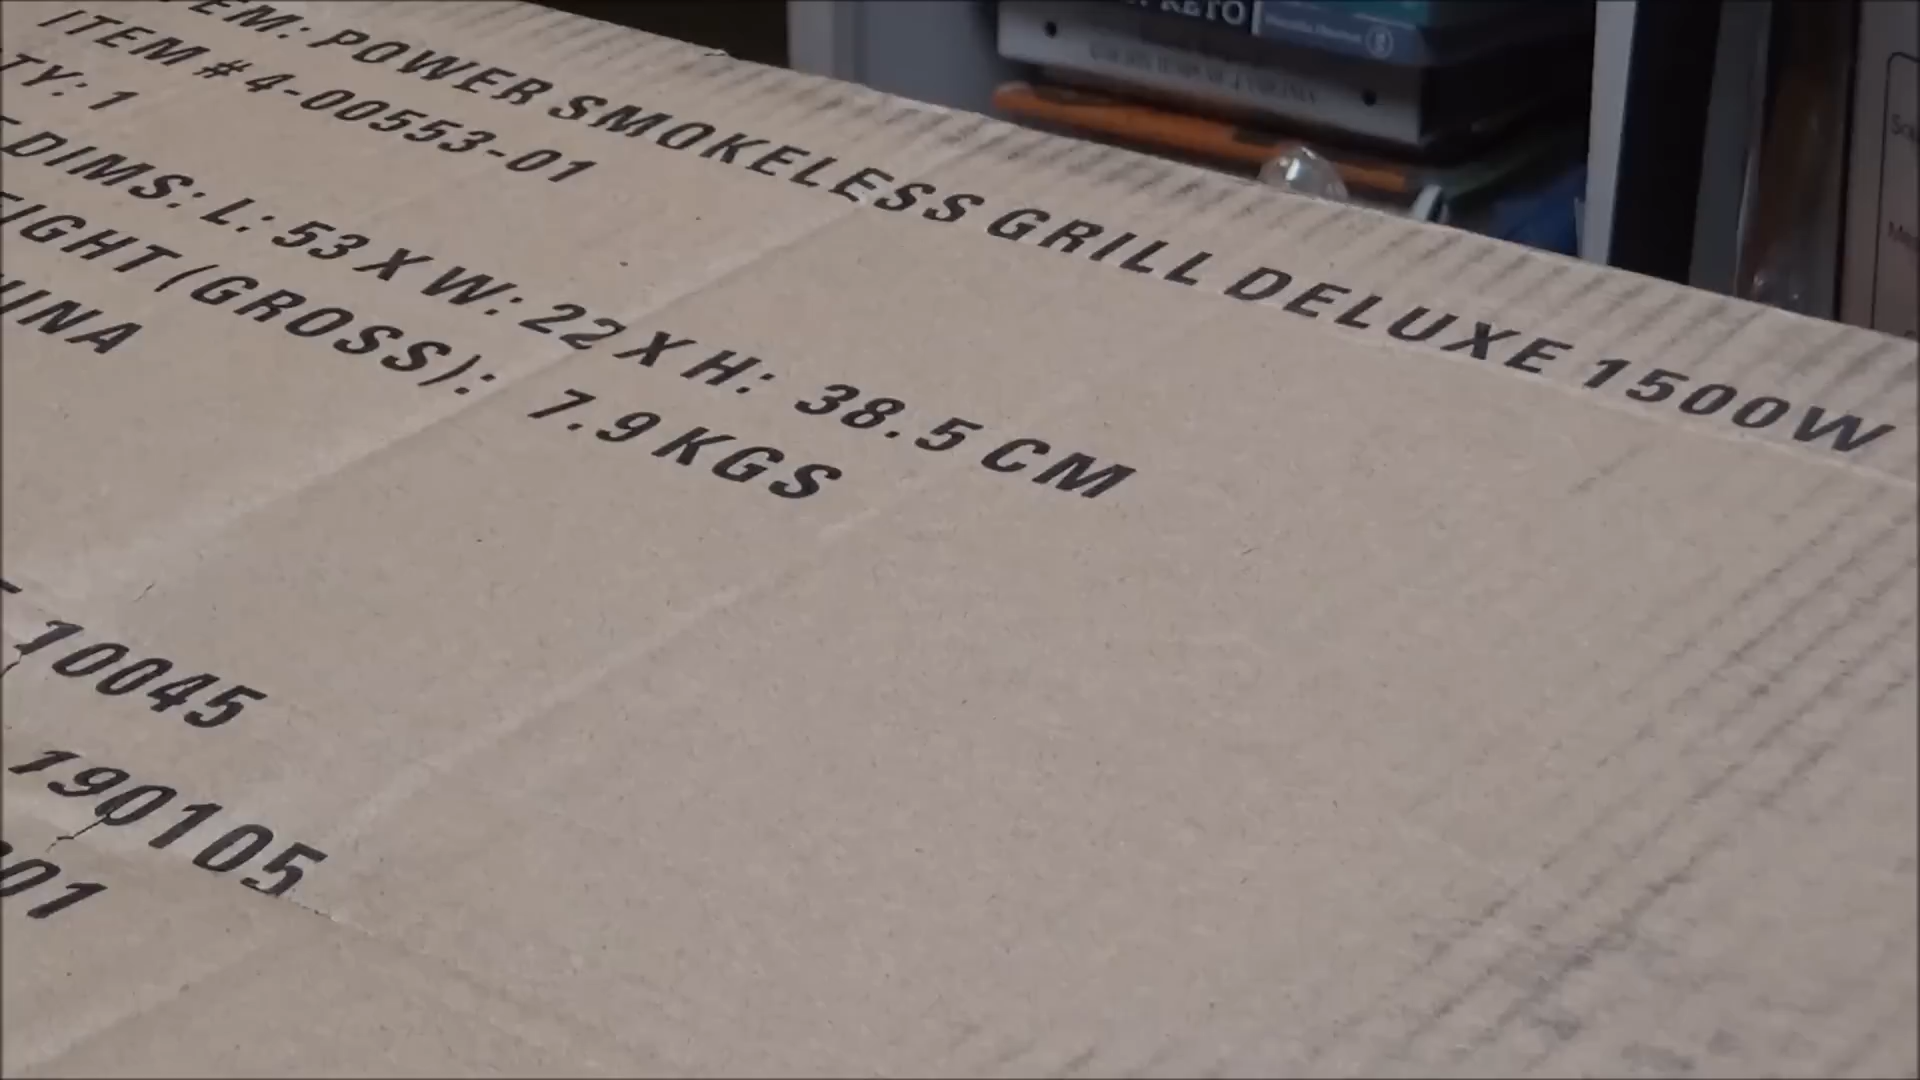 EM: POWER SMOKELESS GRILL DELUXE 1500W
ITEM # 4-00553-01
TY: 1
DIMS: L: 53 X W: 22 X H: 38.5 CM
IGHT (GROSS): 7.9 KGS
INA
10045
190105
01
KETO